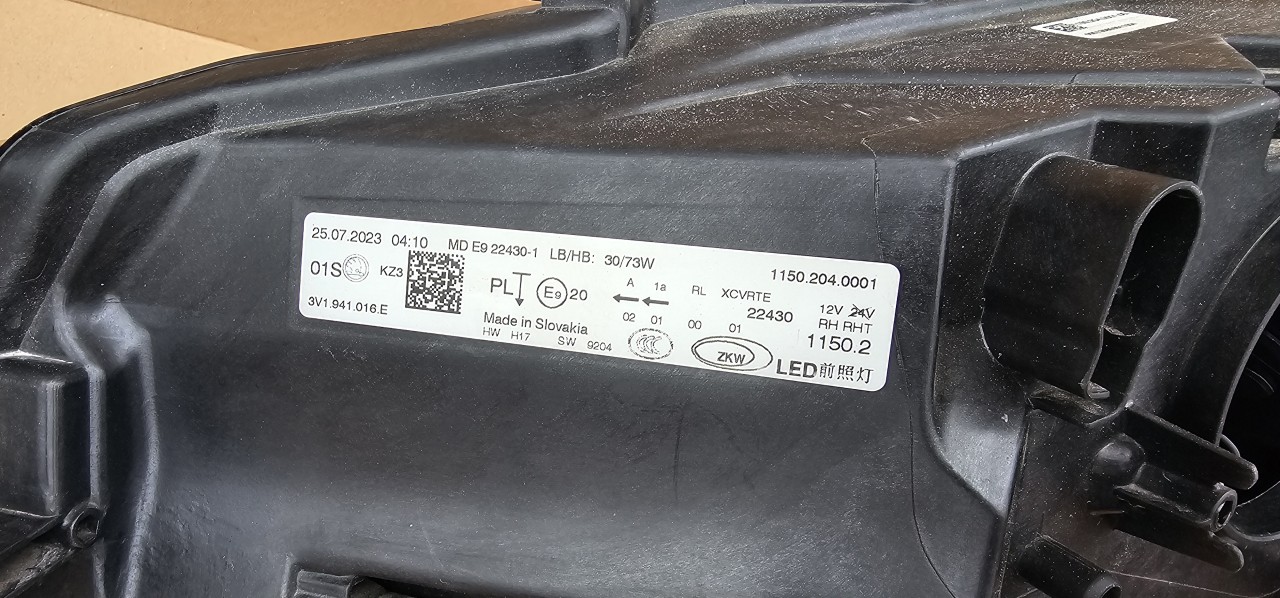 25.07.2023 04:10 MD E9 22430-1 LB/HB: 30/73W 1150.204.0001
01S KZ3 PL E9 20 A 1a RL XCVRTE 12V 24V
02 01 00 01 22430 RH RHT
3V1.941.016.E Made in Slovakia 1150.2
HW H17 SW 9204 CCC ZKW LED前照灯